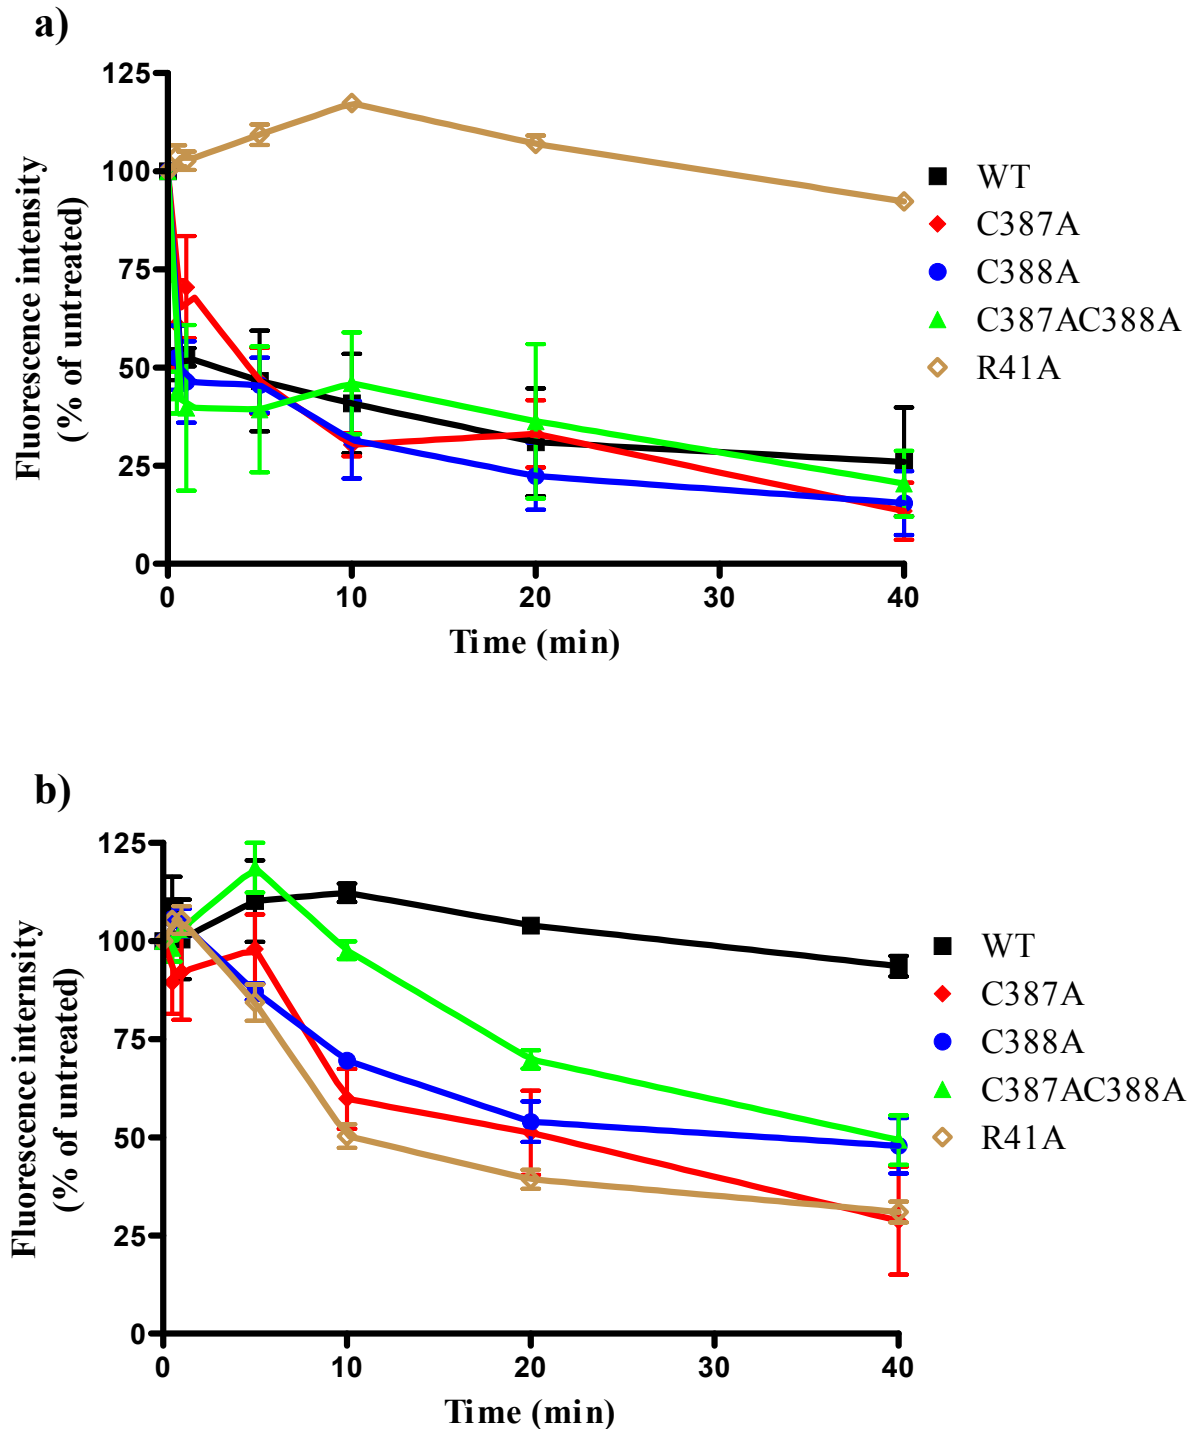 a)
125
100
75
50
25
0
0 10 20 30 40
Fluorescence intensity
(% of untreated)
Time (min)
WT
C387A
C388A
C387AC388A
R41A
b)
125
100
75
50
25
0
0 10 20 30 40
Fluorescence internsity
(% of untreated)
Time (min)
WT
C387A
C388A
C387AC388A
R41A